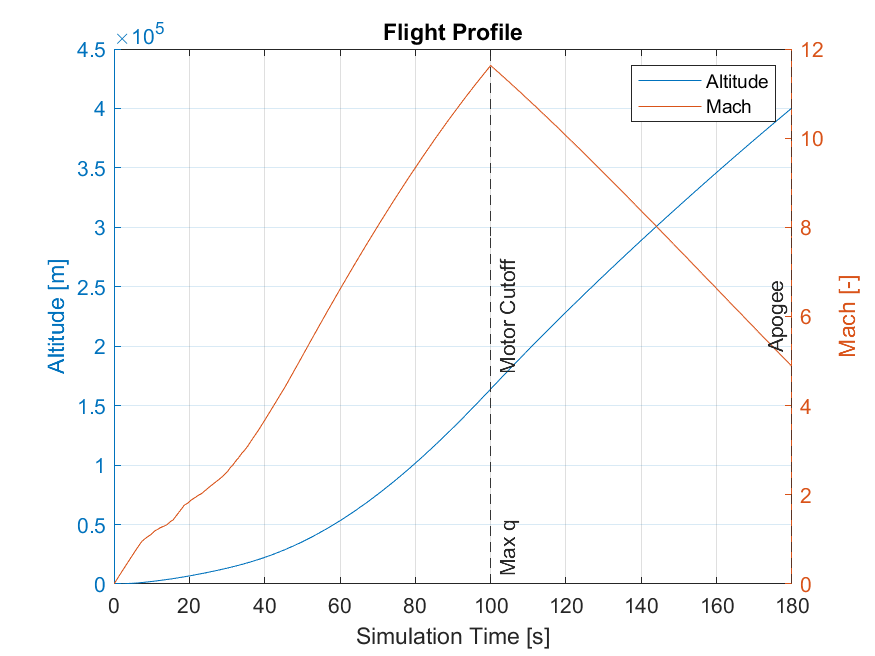 Flight Profile
×10⁵
4.5
4
3.5
3
2.5
2
1.5
1
0.5
0
Altitude [m]
12
10
8
6
4
2
0
Mach [-]
Altitude
Mach
Motor Cutoff
Max q
Apogee
0 20 40 60 80 100 120 140 160 180
Simulation Time [s]